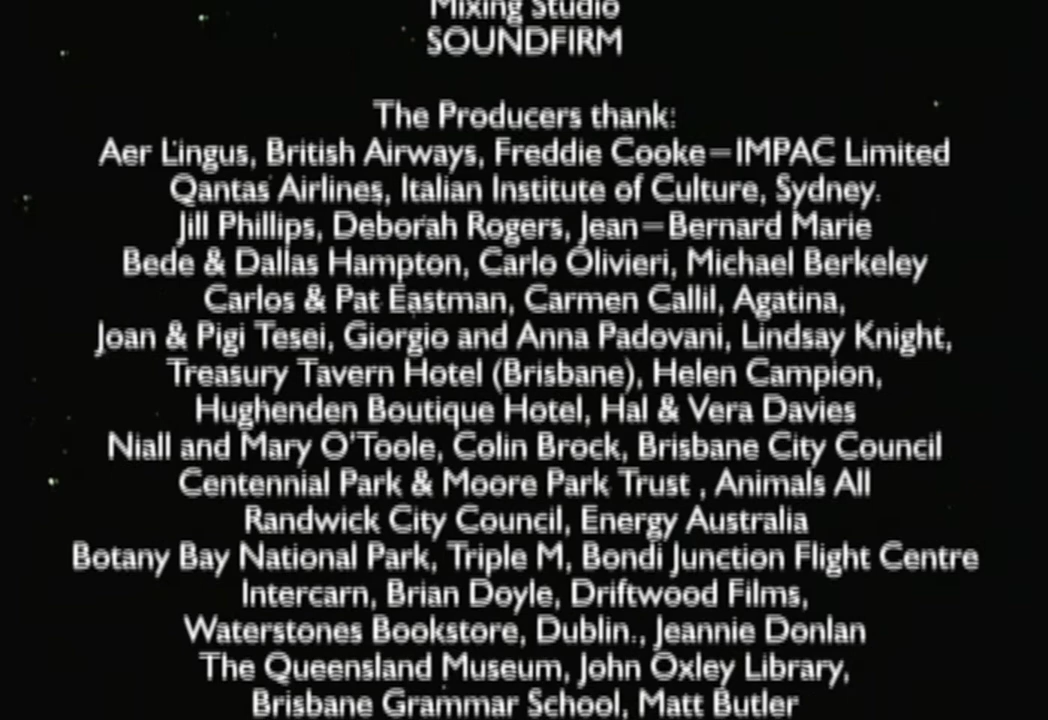 Mixing Studio
SOUNDFIRM
The Producers thank:
Aer Lingus, British Airways, Freddie Cooke=IMPAC Limited
Qantas Airlines, Italian Institute of Culture, Sydney.
Jill Phillips, Deborah Rogers, Jean=Bernard Marie
Bede & Dallas Hampton, Carlo Olivieri, Michael Berkeley
Carlos & Pat Eastman, Carmen Callil, Agatina,
Joan & Pigi Tesei, Giorgio and Anna Padovani, Lindsay Knight,
Treasury Tavern Hotel (Brisbane), Helen Campion,
Hughenden Boutique Hotel, Hal & Vera Davies
Niall and Mary O'Toole, Colin Brock, Brisbane City Council
Centennial Park & Moore Park Trust , Animals All
Randwick City Council, Energy Australia
Botany Bay National Park, Triple M, Bondi Junction Flight Centre
Intercarn, Brian Doyle, Driftwood Films,
Waterstones Bookstore, Dublin., Jeannie Donlan
The Queensland Museum, John Oxley Library,
Brisbane Grammar School, Matt Butler